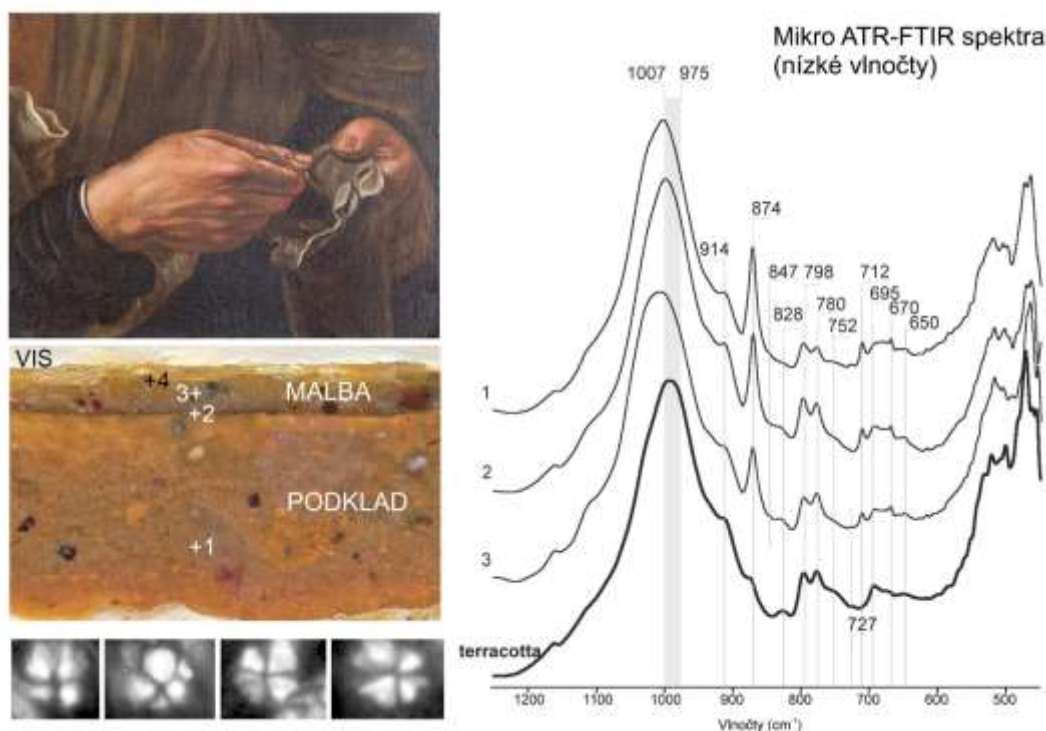 Mikro ATR-FTIR spektra
(nízké vlnočty)
1007 975
874
914
847 798 712
828 780 695
752 670
650
VIS
+4
3+ MALBA
+2
PODKLAD
+1
1
2
3
727
terracotta
1200 1100 1000 900 800 700 600 500
Vlnočty (cm⁻¹)